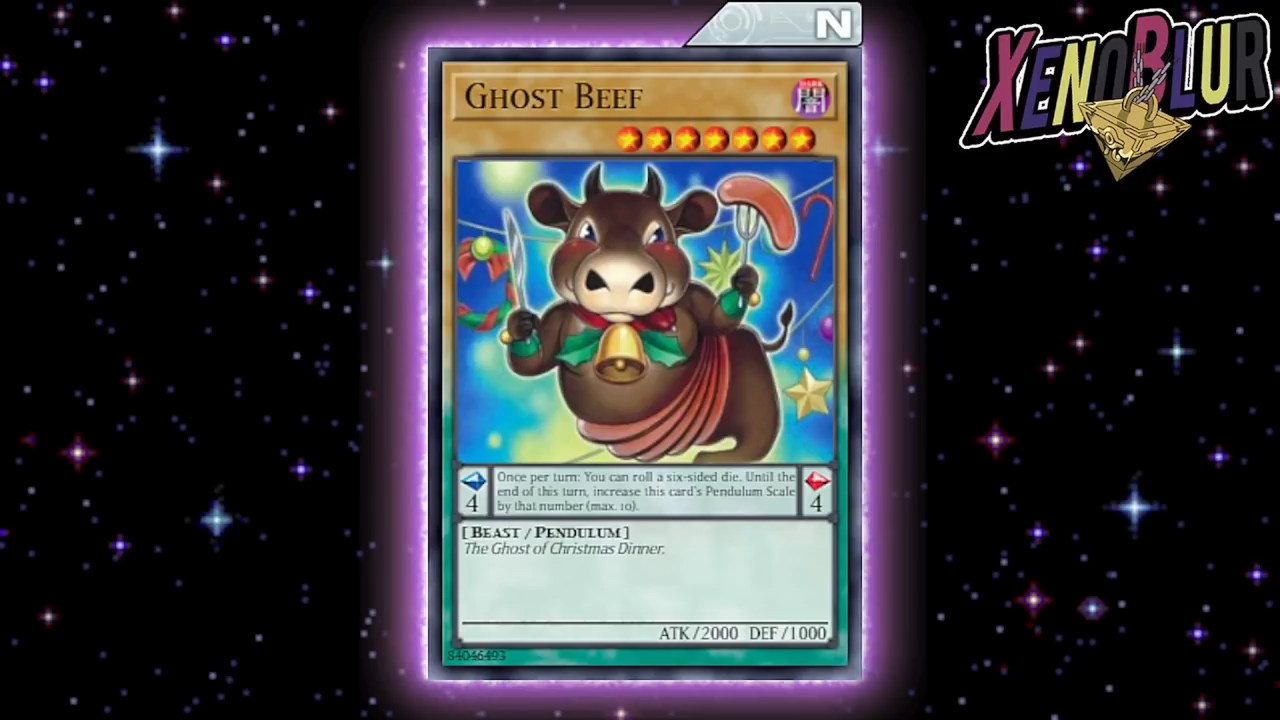 N
XENOBLUR
GHOST BEEF
DARK
闇
Once per turn: You can roll a six-sided die. Until the
end of this turn, increase this card's Pendulum Scale
by that number (max. 10).
4
4
[ BEAST / PENDULUM ]
The Ghost of Christmas Dinner.
ATK/2000 DEF/1000
84046493